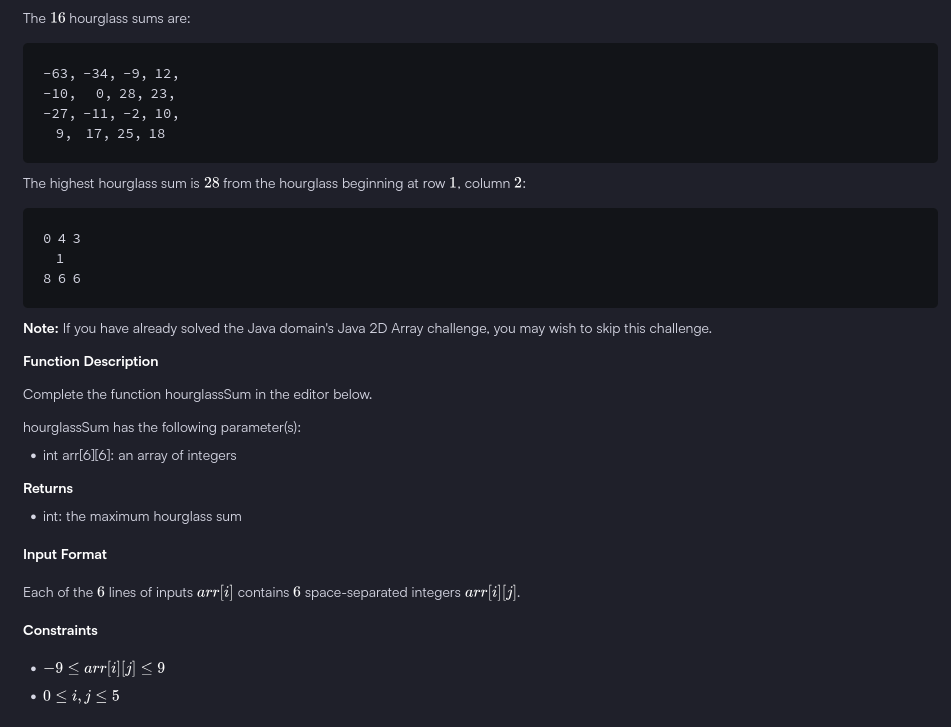 The 16 hourglass sums are:
-63, -34, -9, 12,
-10,   0, 28, 23,
-27, -11, -2, 10,
  9,  17, 25, 18
The highest hourglass sum is 28 from the hourglass beginning at row 1, column 2:
0 4 3
  1
8 6 6
Note: If you have already solved the Java domain's Java 2D Array challenge, you may wish to skip this challenge.
Function Description
Complete the function hourglassSum in the editor below.
hourglassSum has the following parameter(s):
• int arr[6][6]: an array of integers
Returns
• int: the maximum hourglass sum
Input Format
Each of the 6 lines of inputs arr[i] contains 6 space-separated integers arr[i][j].
Constraints
• −9 ≤ arr[i][j] ≤ 9
• 0 ≤ i, j ≤ 5